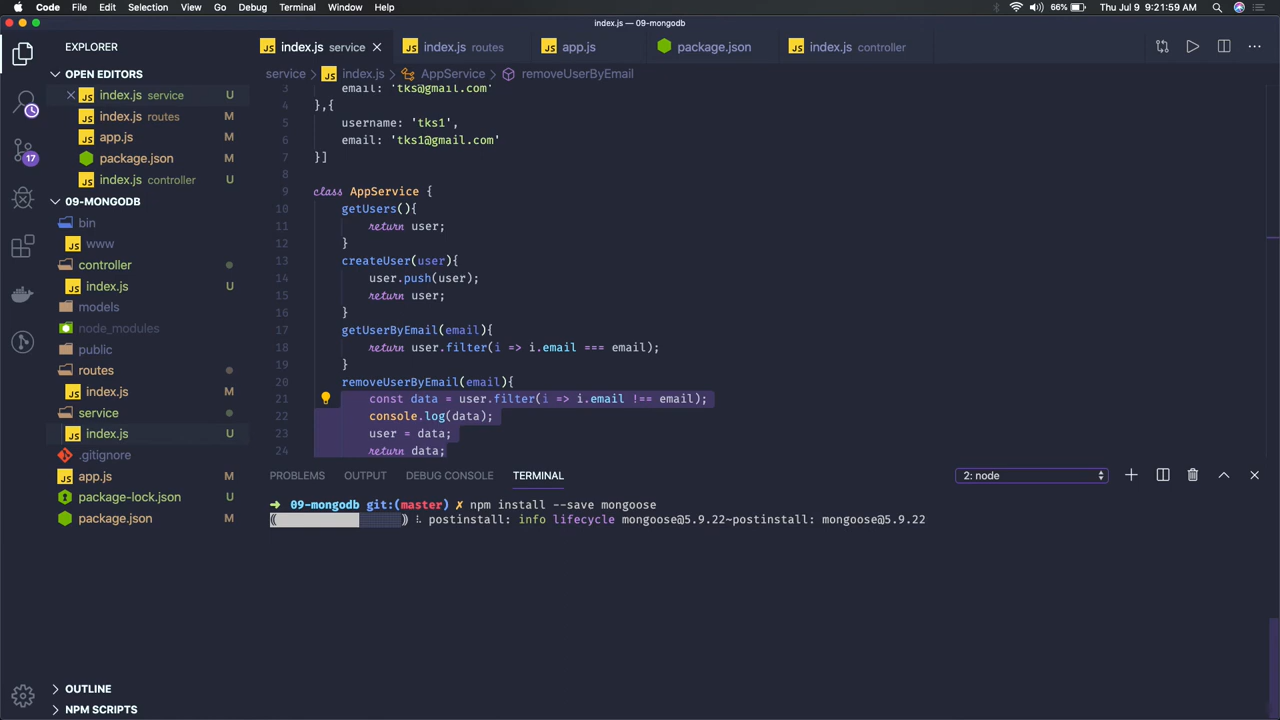 Code File Edit Selection View Go Debug Terminal Window Help 66% Thu Jul 9 9:21:59 AM
index.js — 09-mongodb
EXPLORER
index.js service
index.js routes
app.js
package.json
index.js controller
OPEN EDITORS
index.js service U
index.js routes U
app.js M
package.json M
index.js controller U
09-MONGODB
bin
www
controller
index.js U
models
node_modules
public
routes
index.js U
service
index.js U
.gitignore
app.js M
package-lock.json U
package.json M
OUTLINE
NPM SCRIPTS
17
service index.js AppService removeUserByEmail
3 email: 'tks@gmail.com'
4 },{
5 username: 'tks1',
6 email: 'tks1@gmail.com'
7 }]
8
9 class AppService {
10 getUsers(){
11 return user;
12 }
13 createUser(user){
14 user.push(user);
15 return user;
16 }
17 getUserByEmail(email){
18 return user.filter(i => i.email === email);
19 }
20 removeUserByEmail(email){
21 const data = user.filter(i => i.email !== email);
22 console.log(data);
23 user = data;
24 return data;
PROBLEMS OUTPUT DEBUG CONSOLE TERMINAL 2: node
➜ 09-mongodb git:(master) ✗ npm install --save mongoose
postinstall: info lifecycle mongoose@5.9.22~postinstall: mongoose@5.9.22